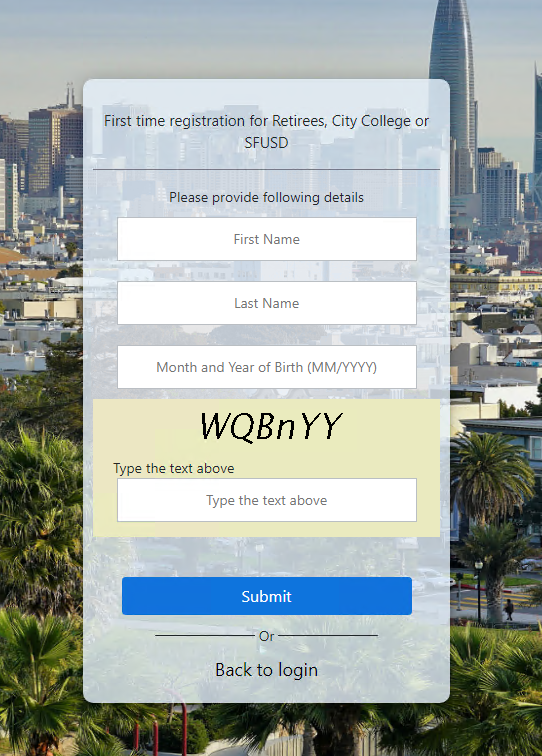 First time registration for Retirees, City College or
SFUSD
Please provide following details
First Name
Last Name
Month and Year of Birth (MM/YYYY)
WQBnYY
Type the text above
Type the text above
Submit
Or
Back to login